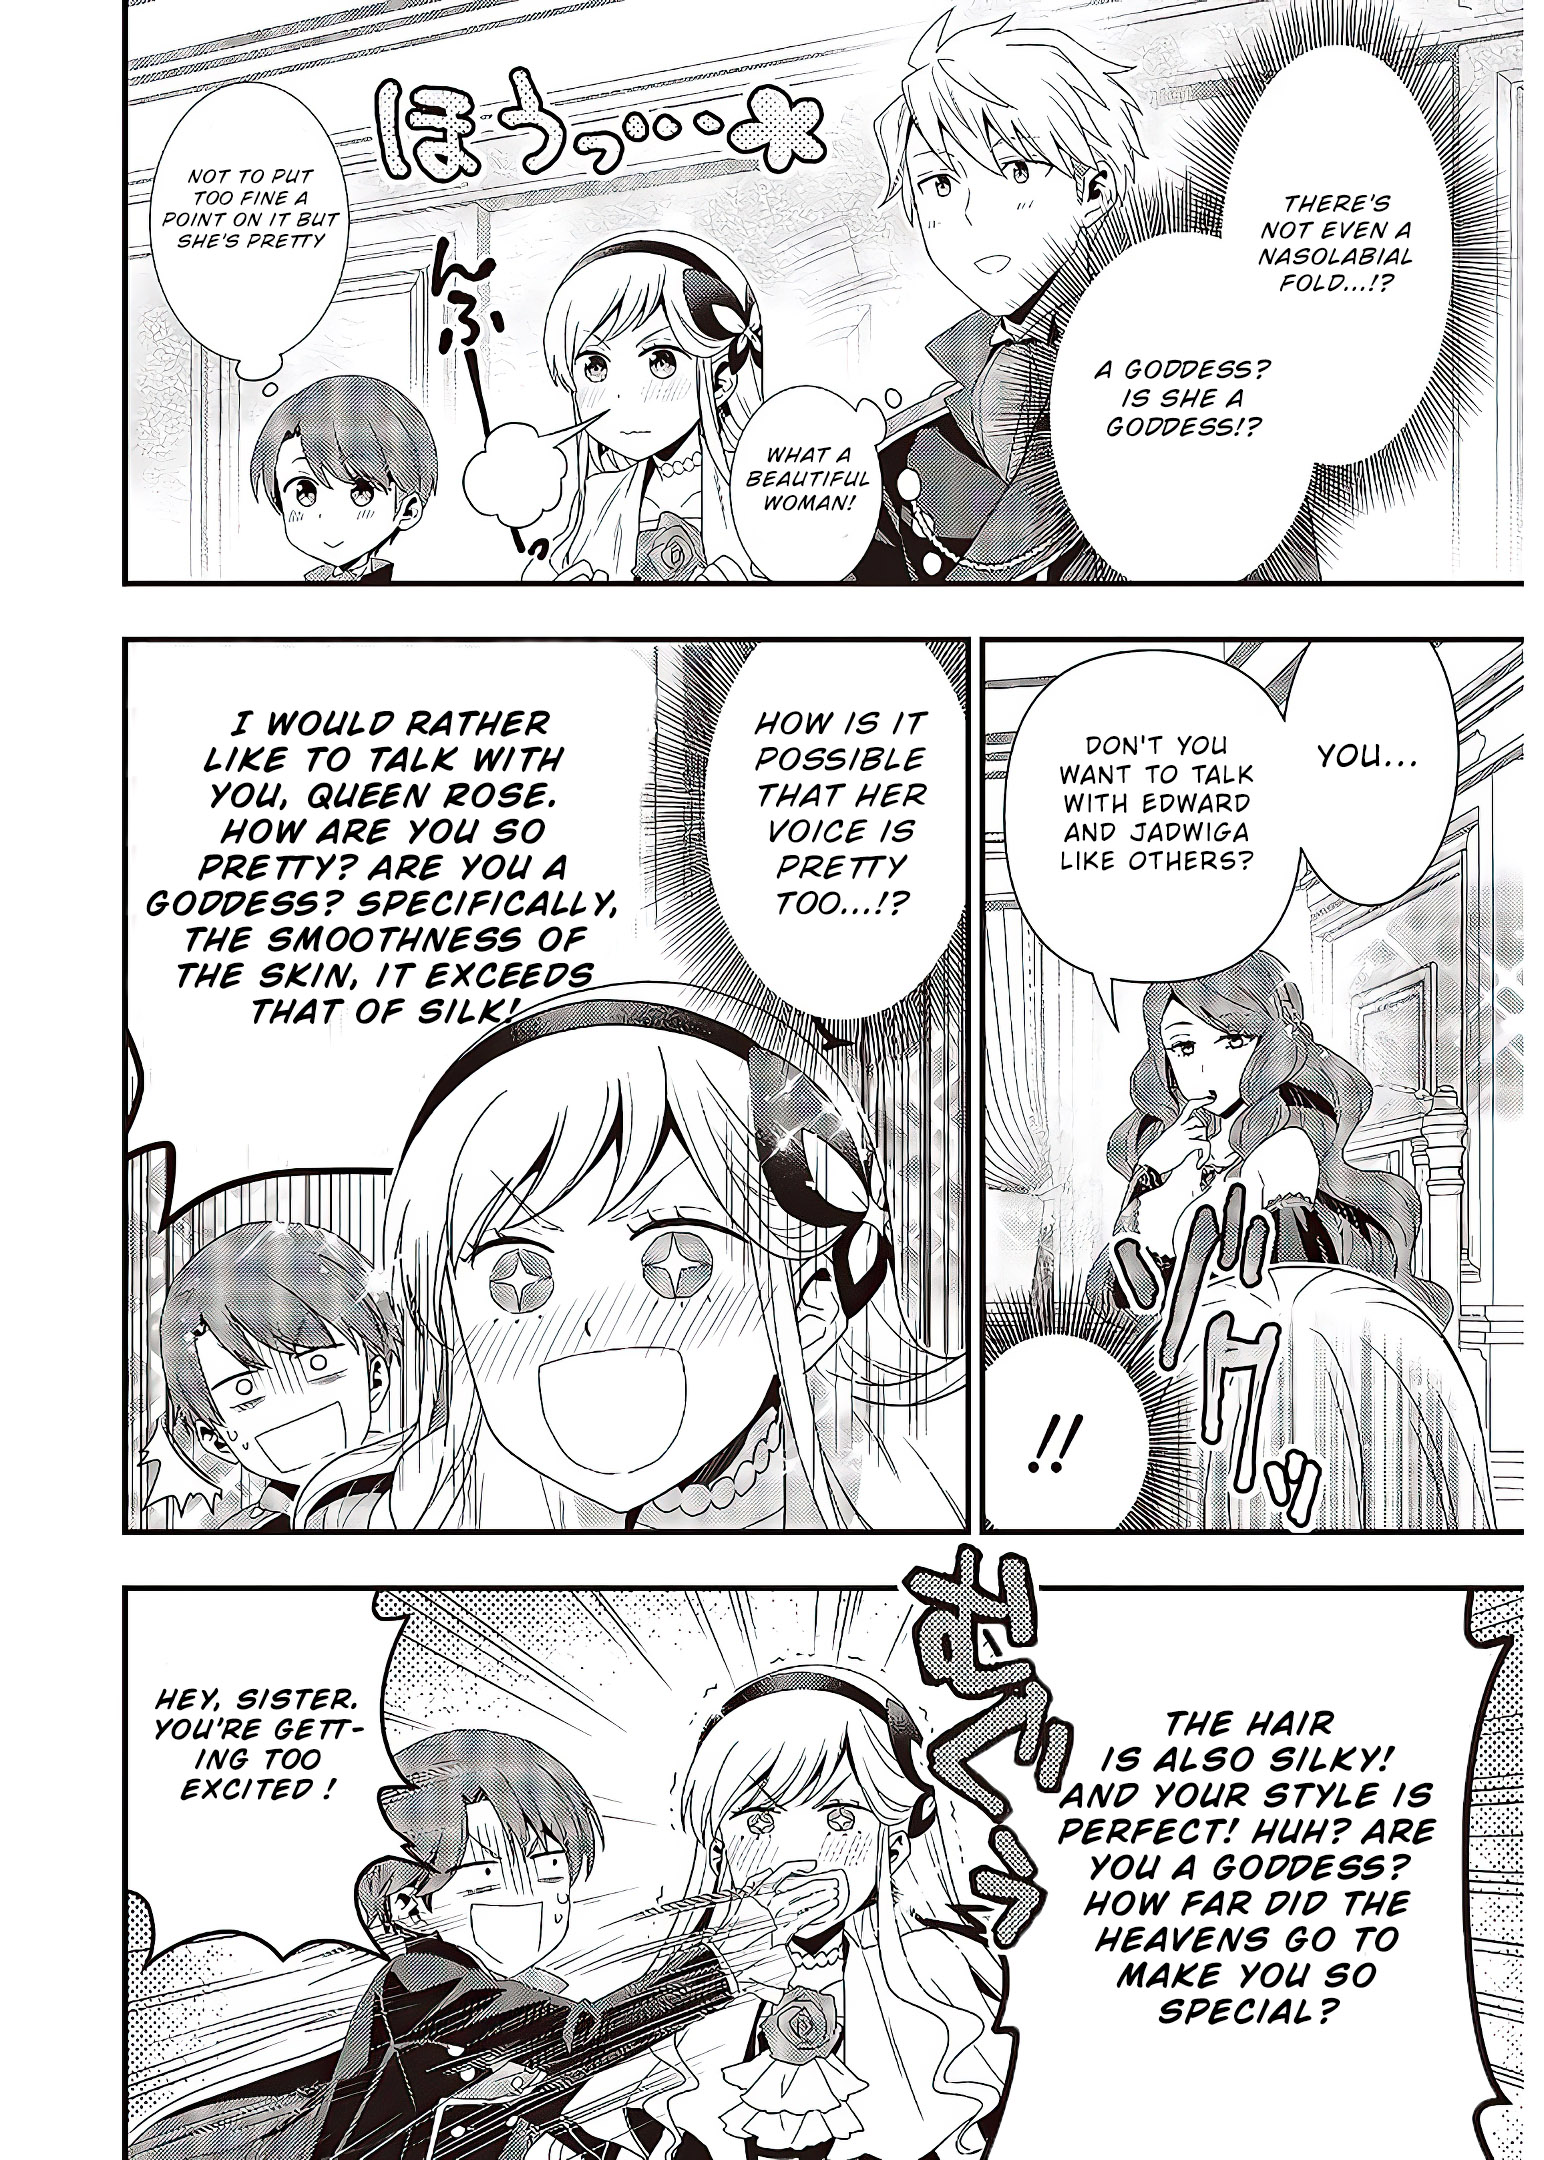 THERE'S
NOT EVEN A
NASOLABIAL
FOLD...!?
A GODDESS?
IS SHE A
GODDESS!?
ほうっ…
WHAT A
BEAUTIFUL
WOMAN!
んふーっ
NOT TO PUT
TOO FINE A
POINT ON IT BUT
SHE'S PRETTY
YOU...
DON'T YOU
WANT TO TALK
WITH EDWARD
AND JADWIGA
LIKE OTHERS?
!!
HOW IS IT
POSSIBLE
THAT HER
VOICE IS
PRETTY
TOO...!?
I WOULD RATHER
LIKE TO TALK WITH
YOU, QUEEN ROSE.
HOW ARE YOU SO
PRETTY? ARE YOU A
GODDESS? SPECIFICALLY,
THE SMOOTHNESS OF
THE SKIN, IT EXCEEDS
THAT OF SILK!
THE HAIR
IS ALSO SILKY!
AND YOUR STYLE IS
PERFECT! HUH? ARE
YOU A GODDESS?
HOW FAR DID THE
HEAVENS GO TO
MAKE YOU SO
SPECIAL?
HEY, SISTER.
YOU'RE GETT-
ING TOO
EXCITED !